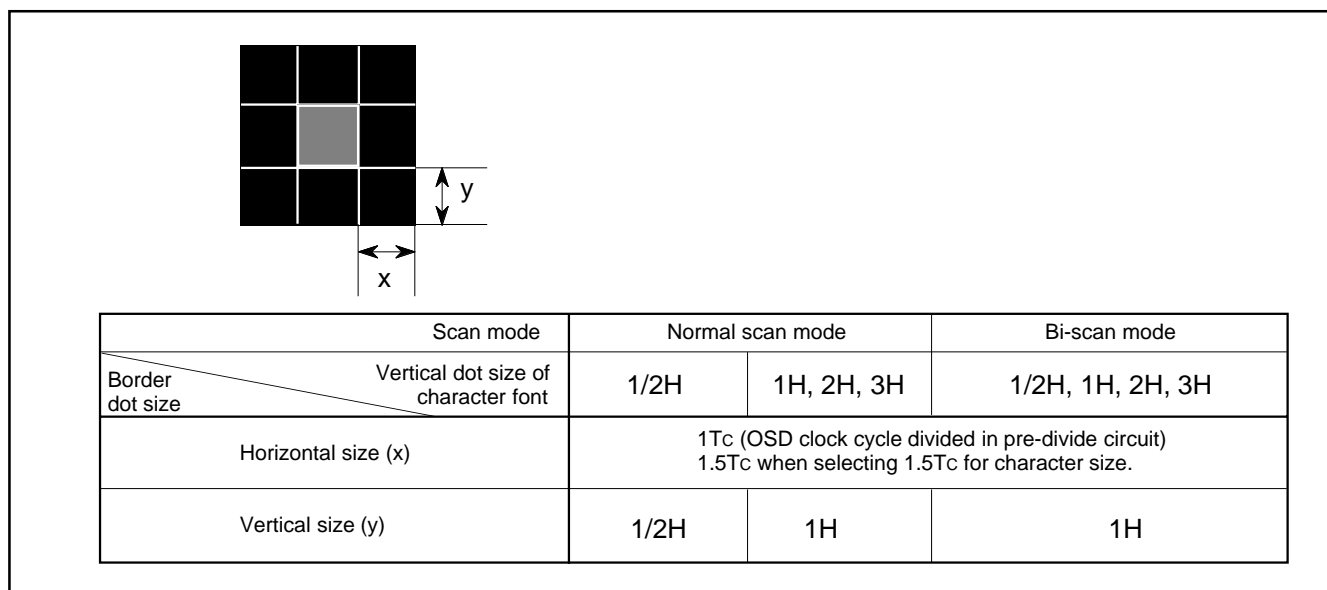 y
x
Scan mode
Normal scan mode
Bi-scan mode
Border
dot size
Vertical dot size of
character font
1/2H
1H, 2H, 3H
1/2H, 1H, 2H, 3H
Horizontal size (x)
1TC (OSD clock cycle divided in pre-divide circuit)
1.5TC when selecting 1.5TC for character size.
Vertical size (y)
1/2H
1H
1H